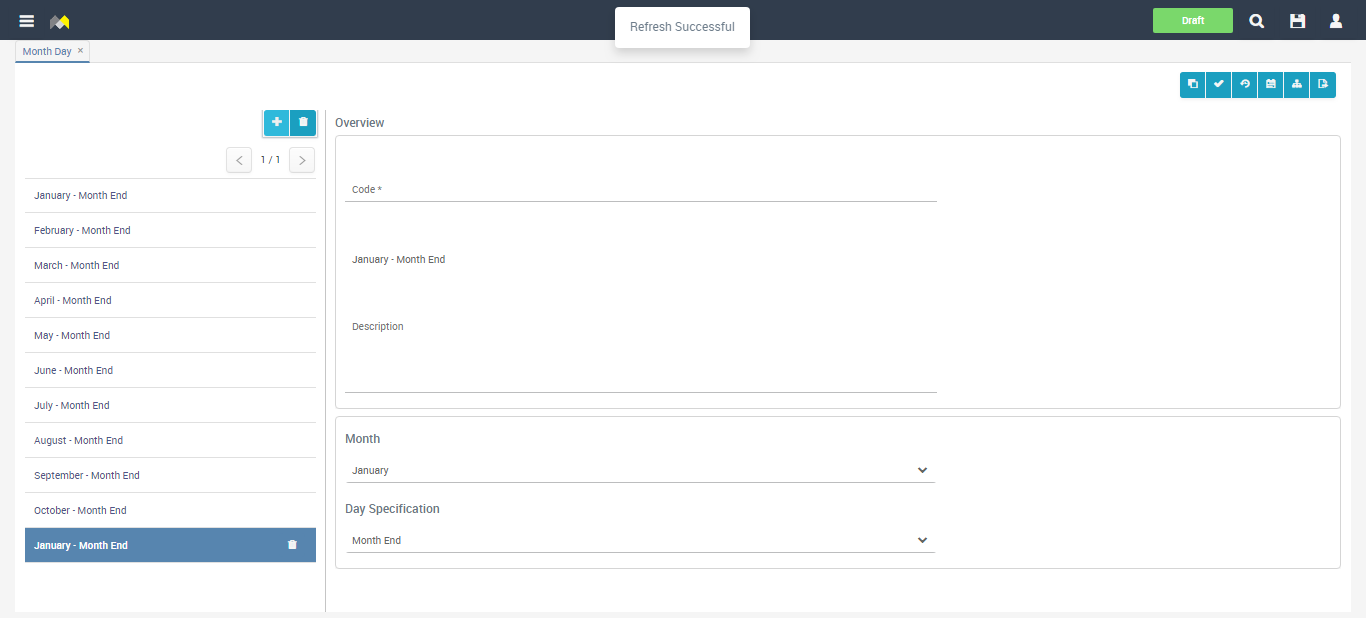 Refresh Successful
Draft
Month Day ×
1 / 1
January - Month End
February - Month End
March - Month End
April - Month End
May - Month End
June - Month End
July - Month End
August - Month End
September - Month End
October - Month End
January - Month End
Overview
Code *
January - Month End
Description
Month
January
Day Specification
Month End